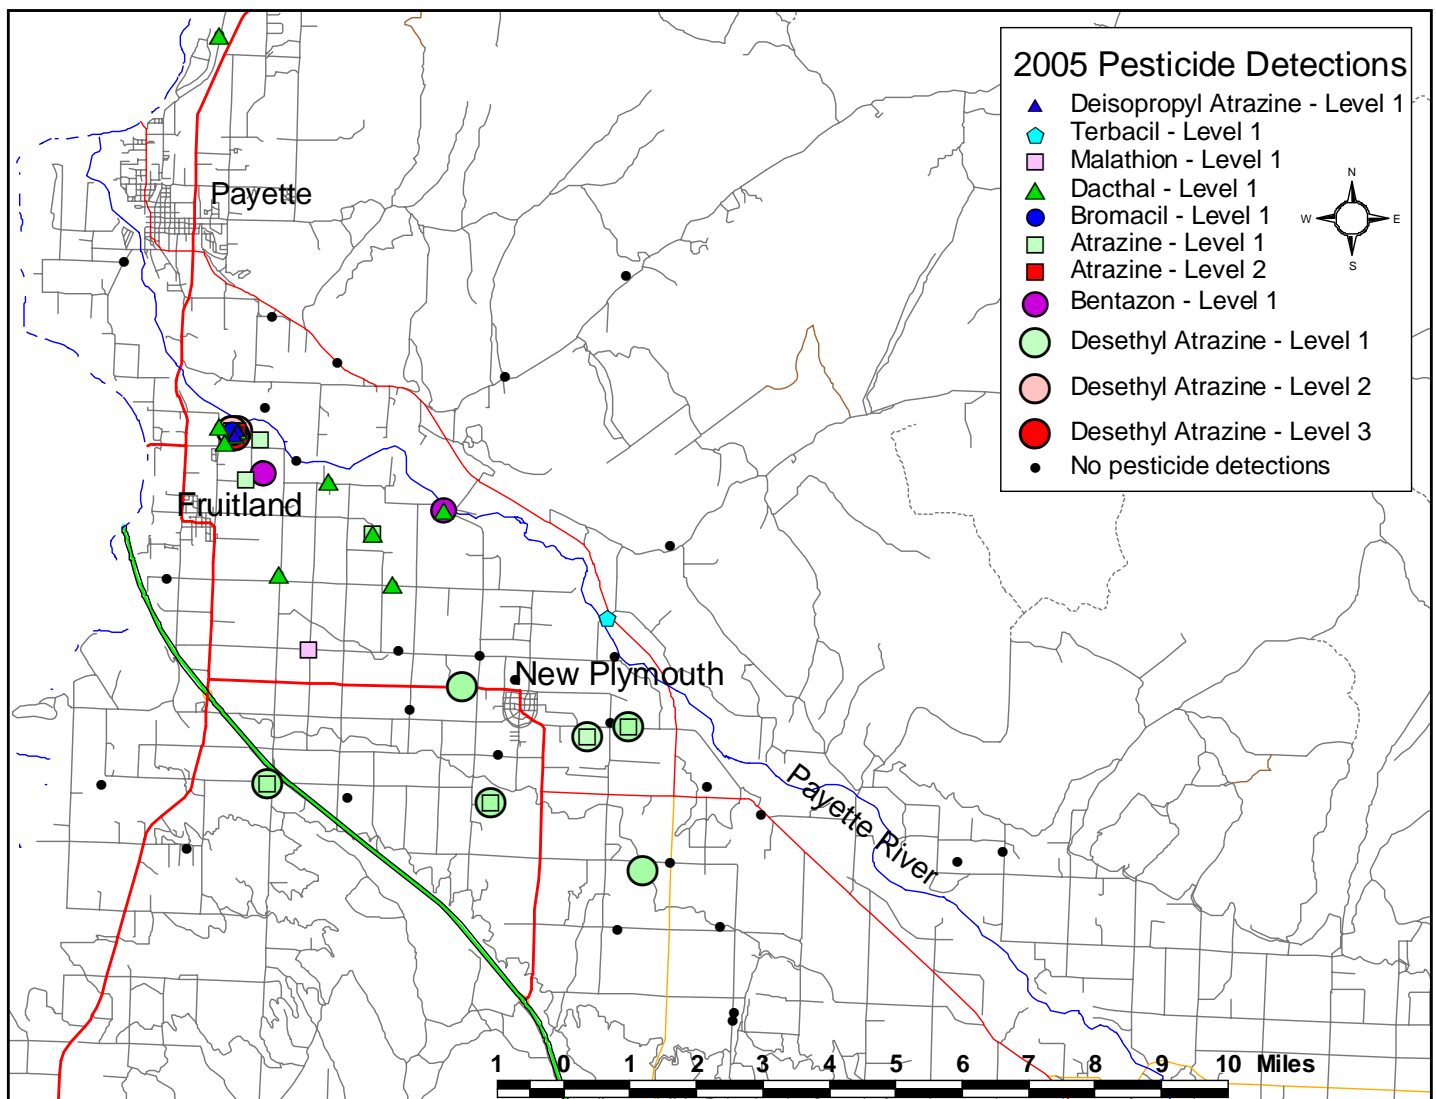 2005 Pesticide Detections
Deisopropyl Atrazine - Level 1
Terbacil - Level 1
Malathion - Level 1
Dacthal - Level 1
Bromacil - Level 1
Atrazine - Level 1
Atrazine - Level 2
Bentazon - Level 1
Desethyl Atrazine - Level 1
Desethyl Atrazine - Level 2
Desethyl Atrazine - Level 3
No pesticide detections
N
W E
S
Payette
Fruitland
New Plymouth
Payette River
1 0 1 2 3 4 5 6 7 8 9 10 Miles